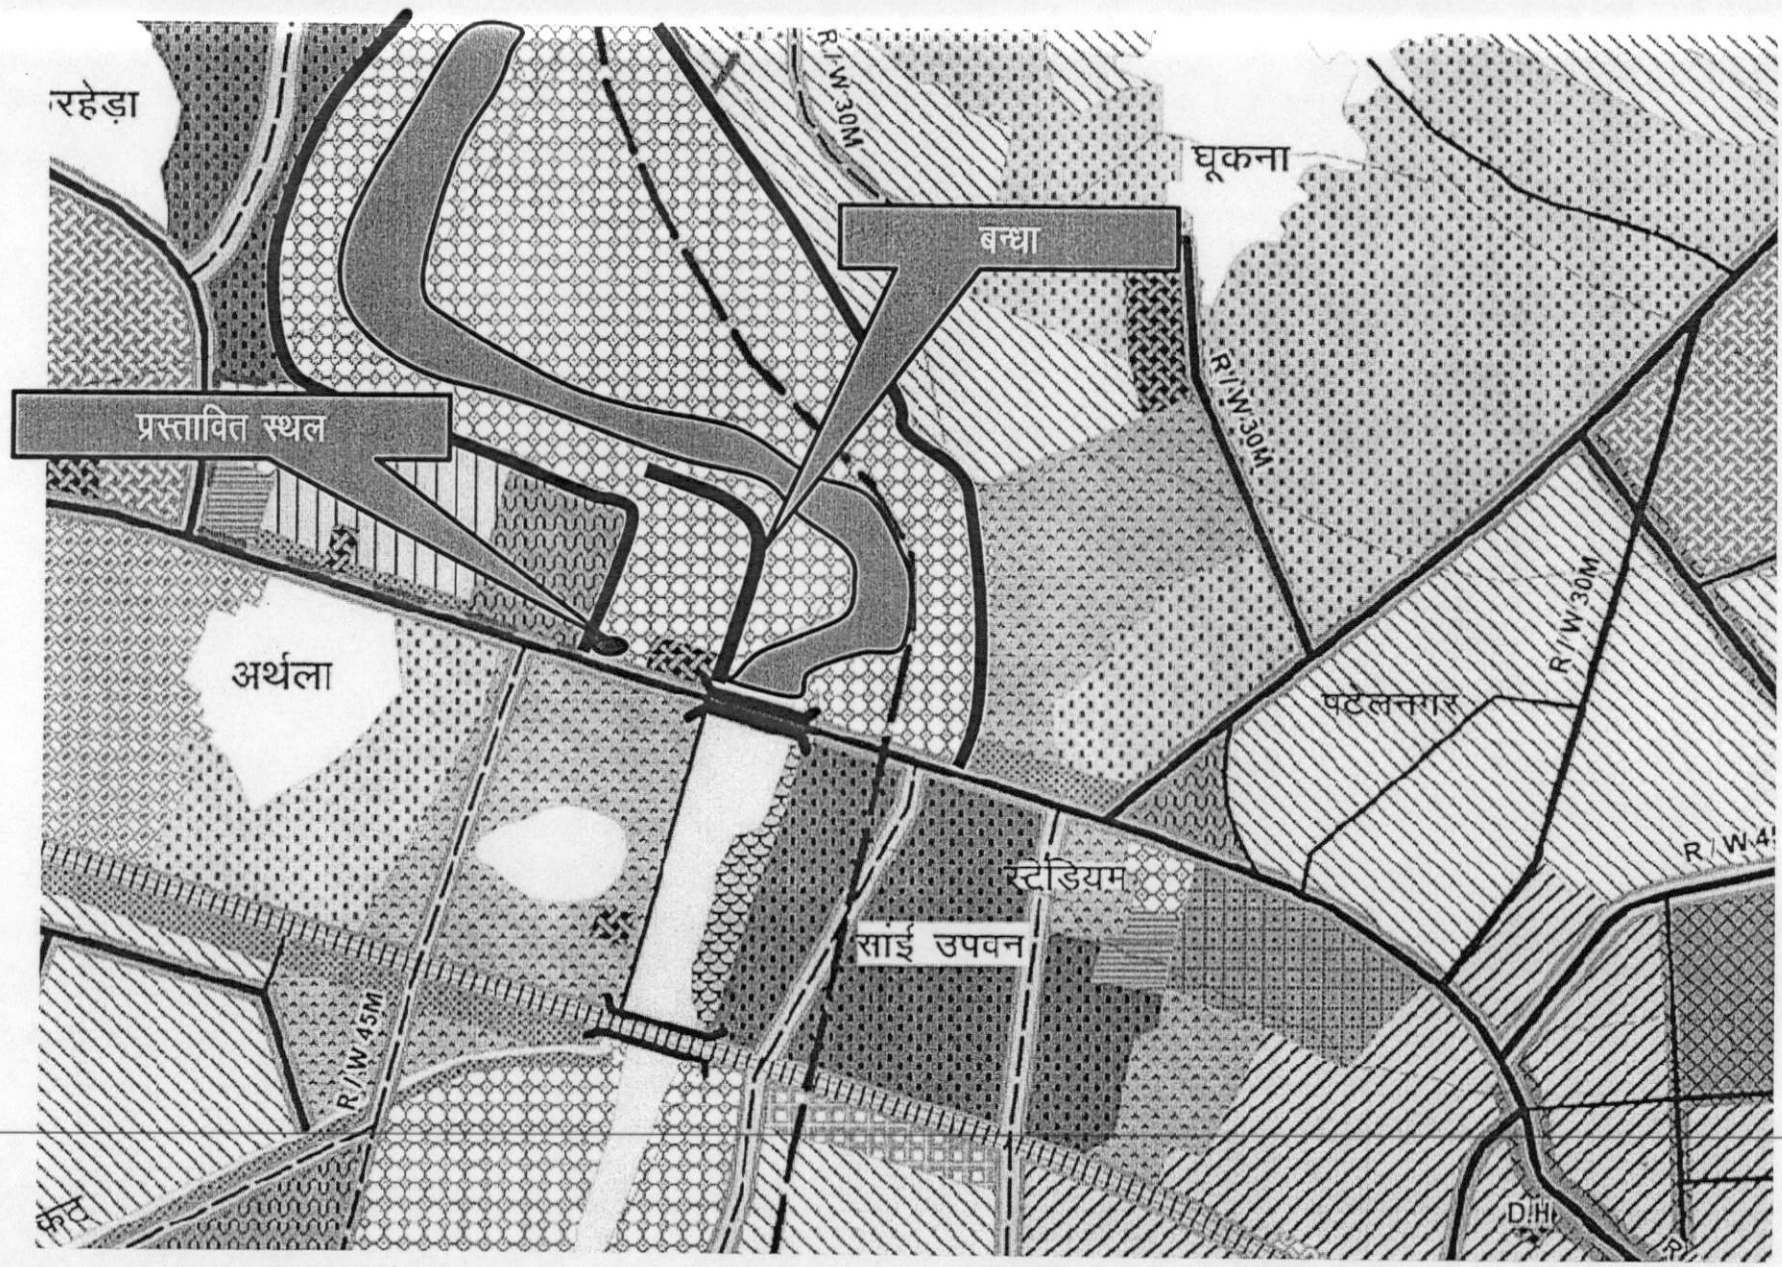 रहेड़ा
R/W 30M
घूकना
बन्धा
R/W 30M
प्रस्तावित स्थल
R/W 30M
अर्थला
पटेलनगर
R/W 45
स्टेडियम
सांई उपवन
R/W 45M
D.H
R/